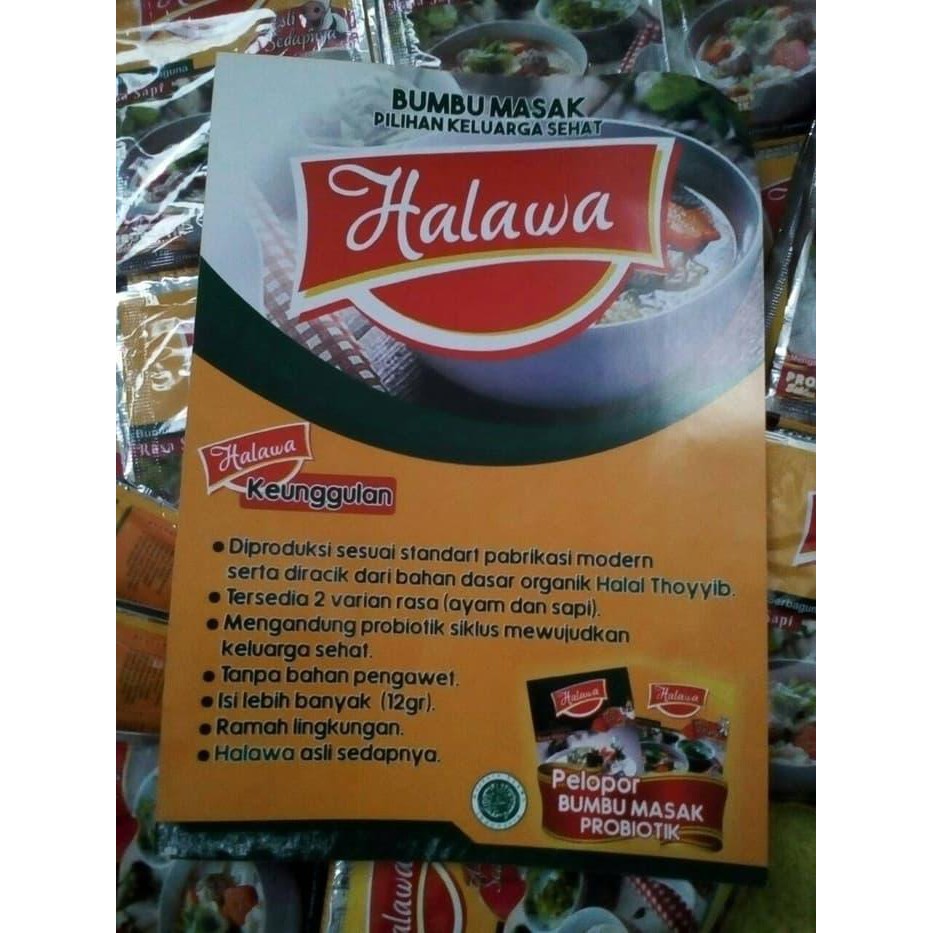 Asli
Sedapnya
BUMBU MASAK
PILIHAN KELUARGA SEHAT
Halawa
Halawa
Keunggulan
• Diproduksi sesuai standart pabrikasi modern
serta diracik dari bahan dasar organik Halal Thoyyib.
• Tersedia 2 varian rasa (ayam dan sapi).
• Mengandung probiotik siklus mewujudkan
keluarga sehat.
• Tanpa bahan pengawet.
• Isi lebih banyak (12gr).
• Ramah lingkungan.
• Halawa asli sedapnya.
Halawa
Halawa
Pelopor
BUMBU MASAK
PROBIOTIK